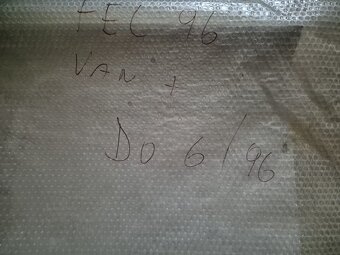 FEC 96
VAN +
DO 6/96